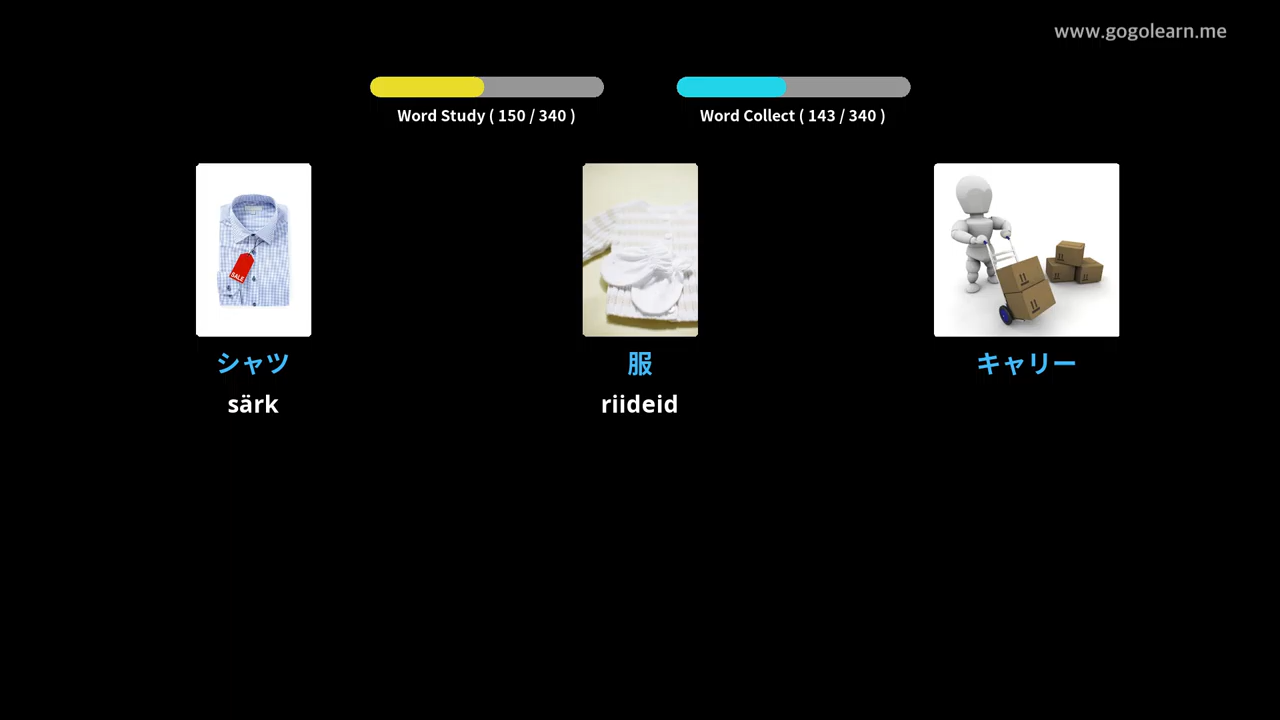 www.gogolearn.me
Word Study ( 150 / 340 )
Word Collect ( 143 / 340 )
SALE
シャツ
服
キャリー
särk
riideid